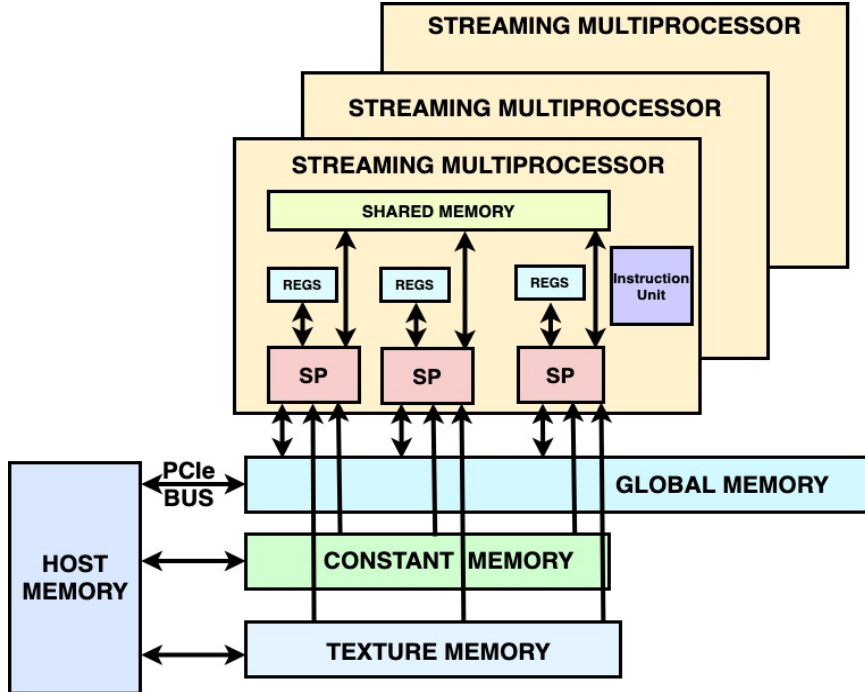 STREAMING MULTIPROCESSOR
STREAMING MULTIPROCESSOR
STREAMING MULTIPROCESSOR
SHARED MEMORY
REGS
REGS
REGS
Instruction
Unit
SP
SP
SP
PCIe
BUS
GLOBAL MEMORY
HOST
MEMORY
CONSTANT MEMORY
TEXTURE MEMORY